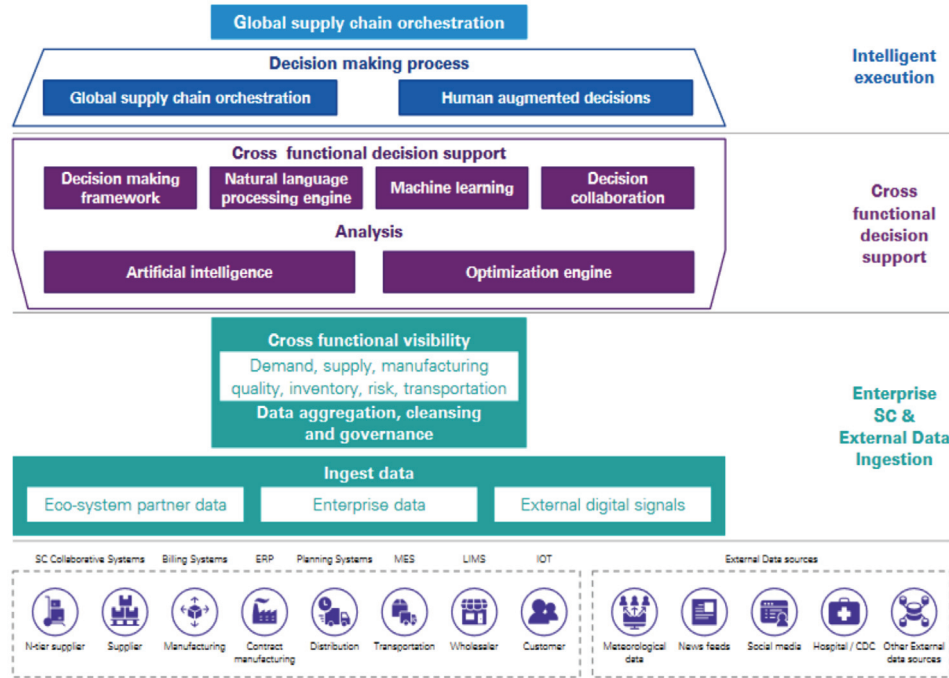 Global supply chain orchestration
Decision making process
Global supply chain orchestration
Human augmented decisions
Intelligent
execution
Cross functional decision support
Decision making
framework
Natural language
processing engine
Machine learning
Decision
collaboration
Analysis
Artificial intelligence
Optimization engine
Cross
functional
decision
support
Cross functional visibility
Demand, supply, manufacturing
quality, inventory, risk, transportation
Data aggregation, cleansing
and governance
Ingest data
Eco-system partner data
Enterprise data
External digital signals
Enterprise
SC &
External Data
Ingestion
SC Collaborative Systems
Billing Systems
ERP
Planning Systems
MES
LIMS
IOT
External Data sources
N-tier supplier
Supplier
Manufacturing
Contract
manufacturing
Distribution
Transportation
Wholesaler
Customer
Meteorological
data
News feeds
Social media
Hospital / CDC
Other External
data sources